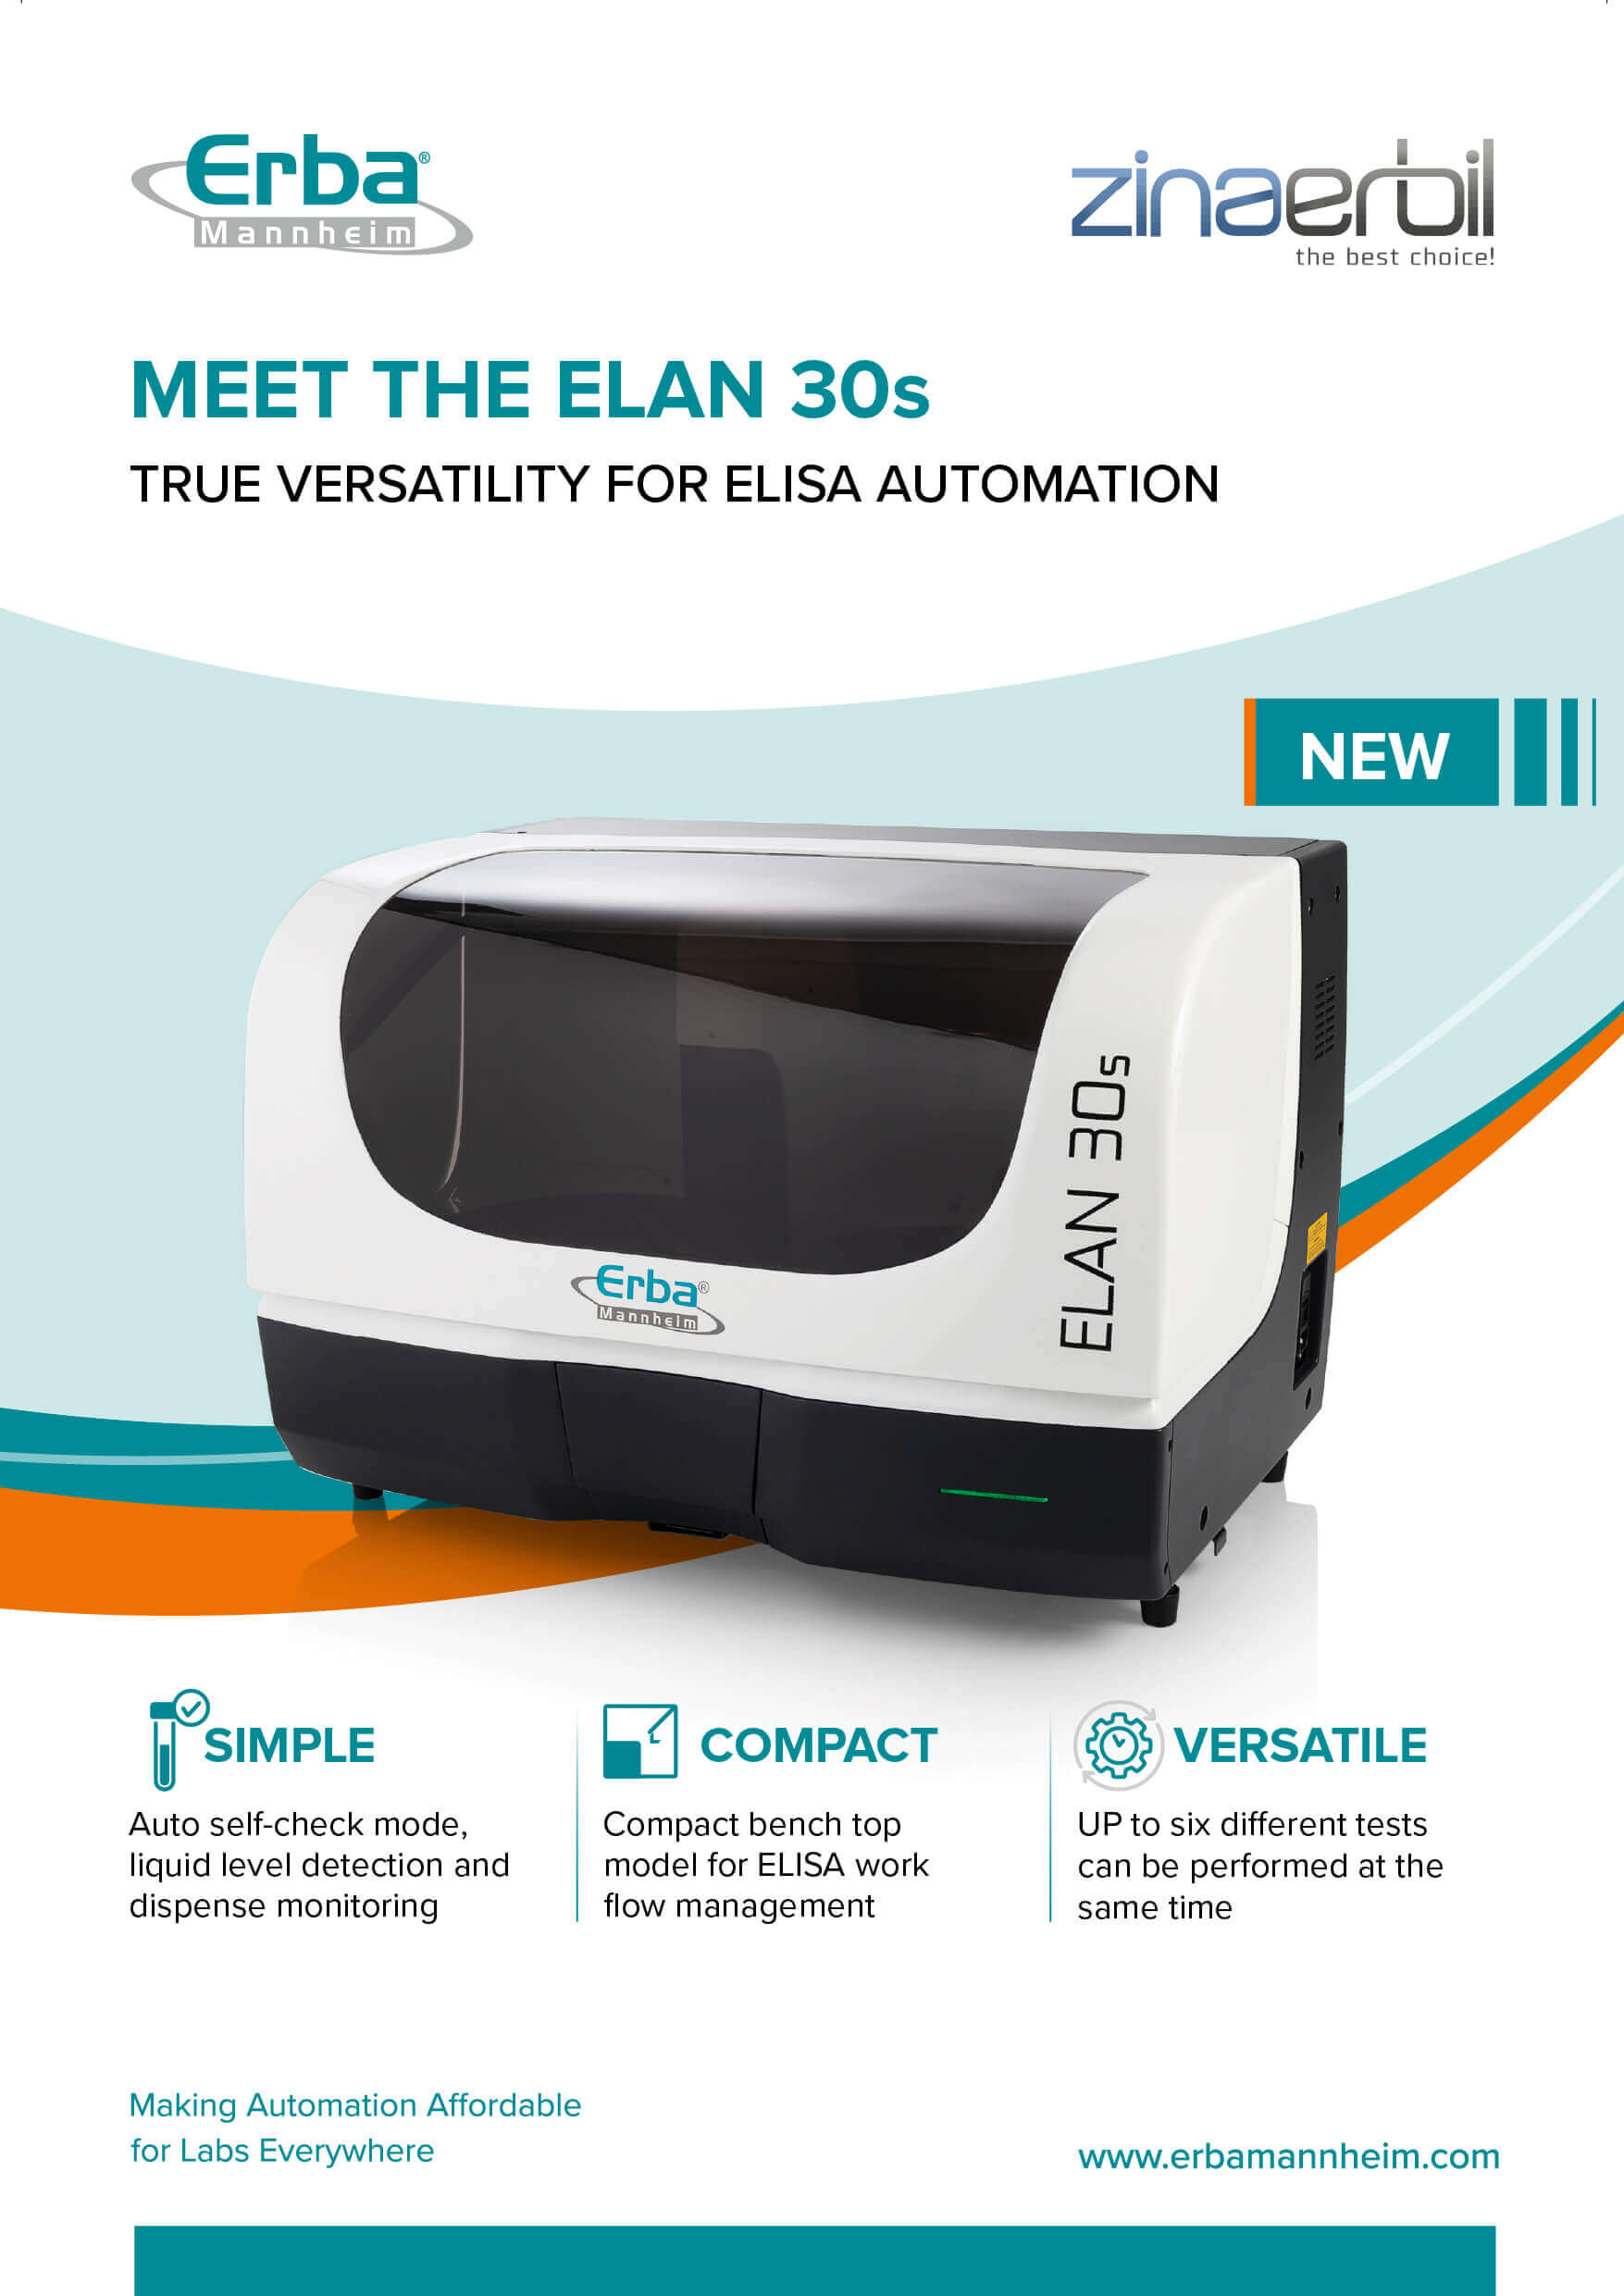 Erba®
Mannheim
zinaerbil
the best choice!
MEET THE ELAN 30s
TRUE VERSATILITY FOR ELISA AUTOMATION
NEW
ELAN 30s
Erba®
Mannheim
SIMPLE
Auto self-check mode,
liquid level detection and
dispense monitoring
COMPACT
Compact bench top
model for ELISA work
flow management
VERSATILE
UP to six different tests
can be performed at the
same time
Making Automation Affordable
for Labs Everywhere
www.erbamannheim.com